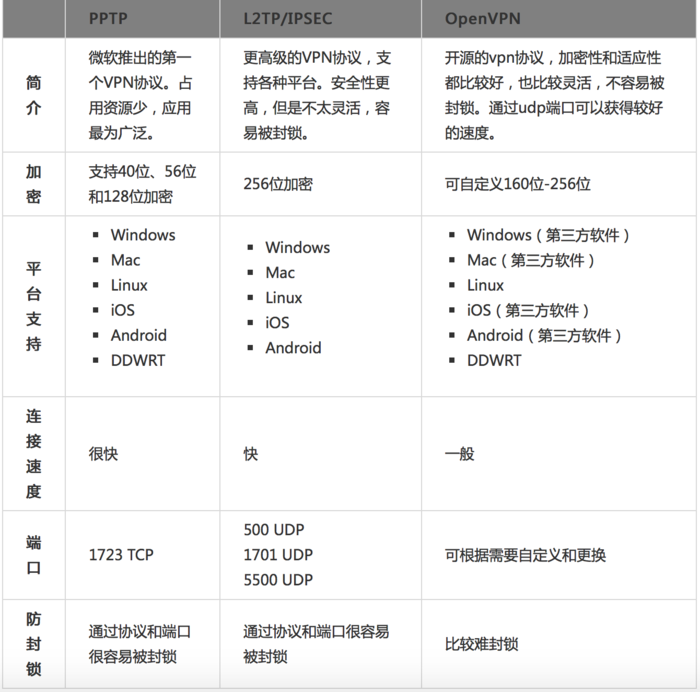 PPTP
L2TP/IPSEC
OpenVPN
简
介
微软推出的第一
个VPN协议。占
用资源少，应用
最为广泛。
更高级的VPN协议，支
持各种平台。安全性更
高，但是不太灵活，容
易被封锁。
开源的vpn协议，加密性和适应性
都比较好，也比较灵活，不容易被
封锁。通过udp端口可以获得较好
的速度。
加
密
支持40位、56位
和128位加密
256位加密
可自定义160位-256位
平
台
支
持
Windows
Mac
Linux
iOS
Android
DDWRT
Windows
Mac
Linux
iOS
Android
Windows（第三方软件）
Mac（第三方软件）
Linux
iOS（第三方软件）
Android（第三方软件）
DDWRT
连
接
速
度
很快
快
一般
端
口
1723 TCP
500 UDP
1701 UDP
5500 UDP
可根据需要自定义和更换
防
封
锁
通过协议和端口
很容易被封锁
通过协议和端口很容易
被封锁
比较难封锁